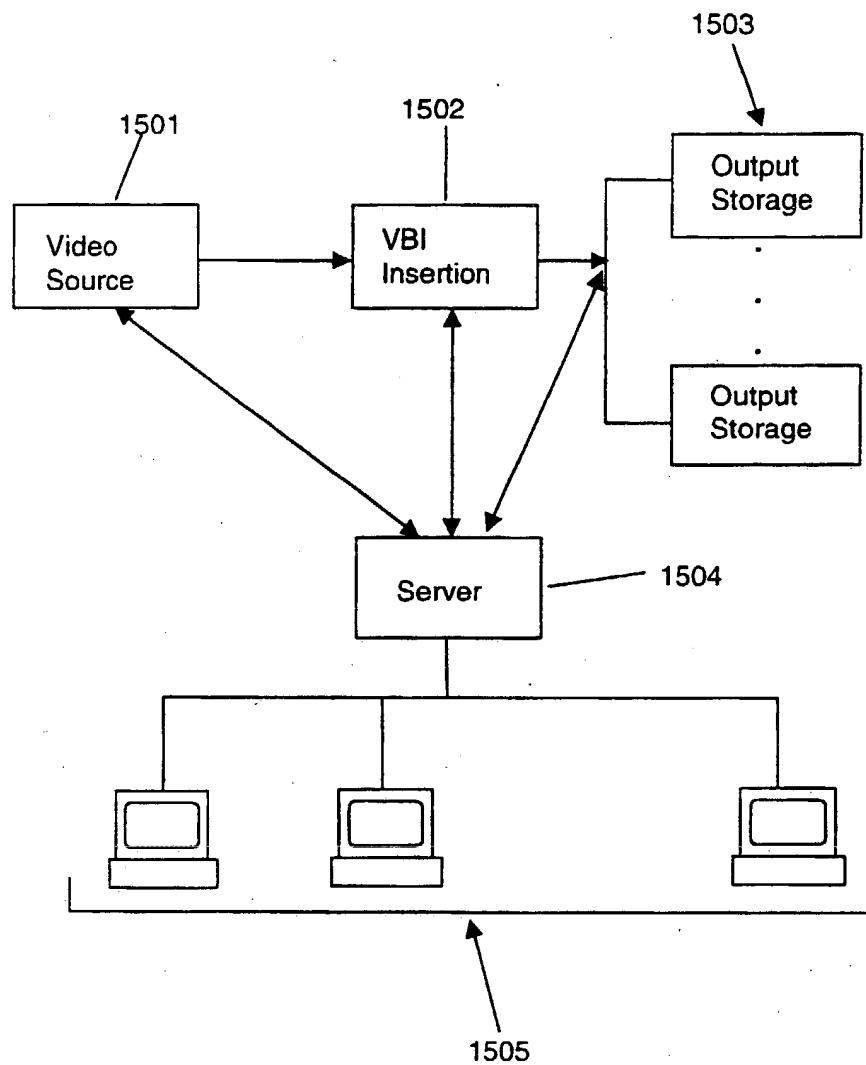 1503
1501
1502
Output
Storage
Video
Source
VBI
Insertion
Output
Storage
Server
1504
1505